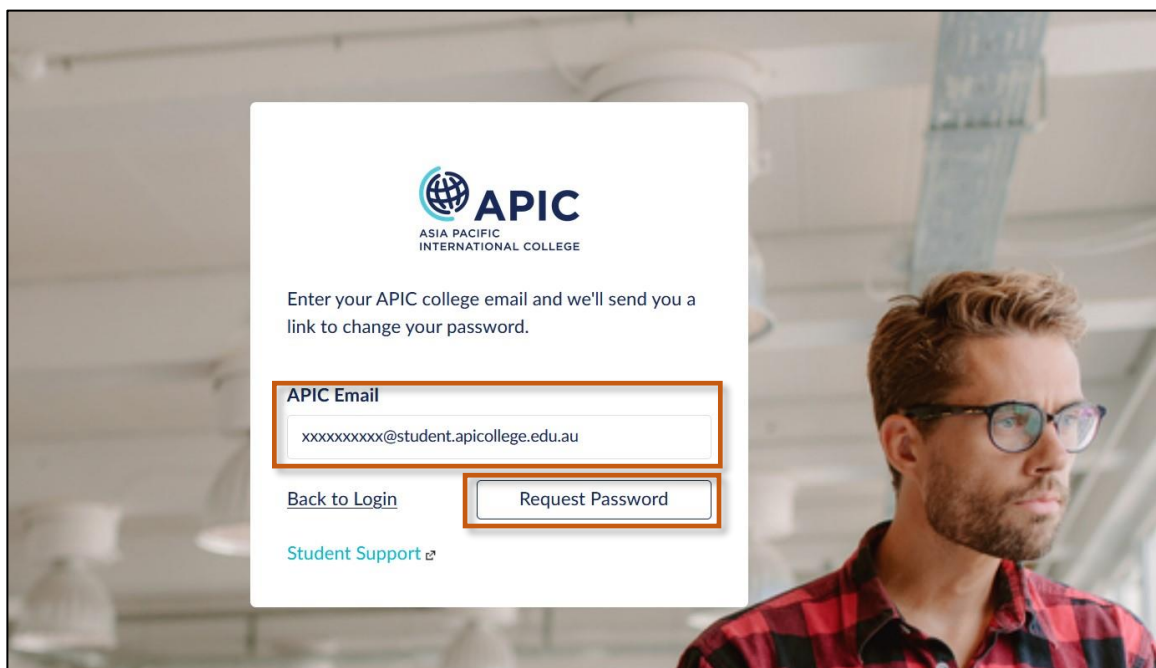 APIC
ASIA PACIFIC
INTERNATIONAL COLLEGE
Enter your APIC college email and we'll send you a
link to change your password.
APIC Email
xxxxxxxxxx@student.apicollege.edu.au
Back to Login
Request Password
Student Support